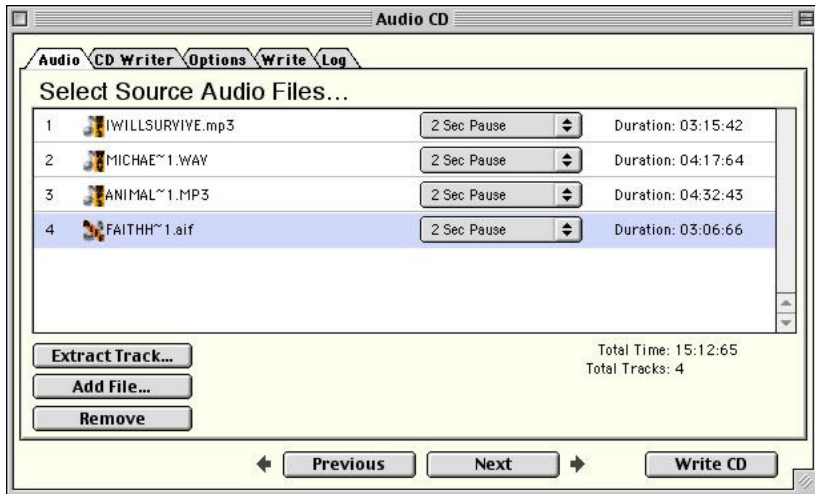 Audio CD
Audio CD Writer Options Write Log
Select Source Audio Files...
1 IWILLSURVIVE.mp3 2 Sec Pause Duration: 03:15:42
2 MICHAE~1.WAV 2 Sec Pause Duration: 04:17:64
3 ANIMAL~1.MP3 2 Sec Pause Duration: 04:32:43
4 FAITHH~1.aif 2 Sec Pause Duration: 03:06:66
Extract Track... Total Time: 15:12:65
Total Tracks: 4
Add File...
Remove
Previous Next Write CD